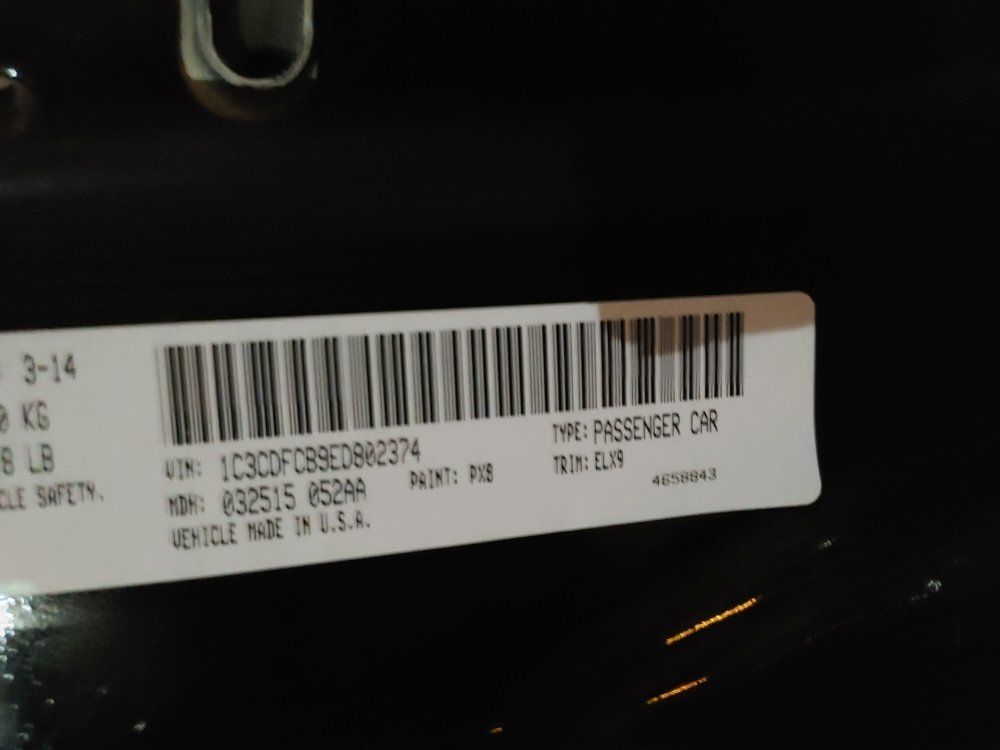 3-14
KG
LB
SAFETY.
VIN: 1C3CDFCB9ED802374
MDH: 032515 052AA
VEHICLE MADE IN U.S.A.
PAINT: PX8
TYPE: PASSENGER CAR
TRIM: ELX9
4658843